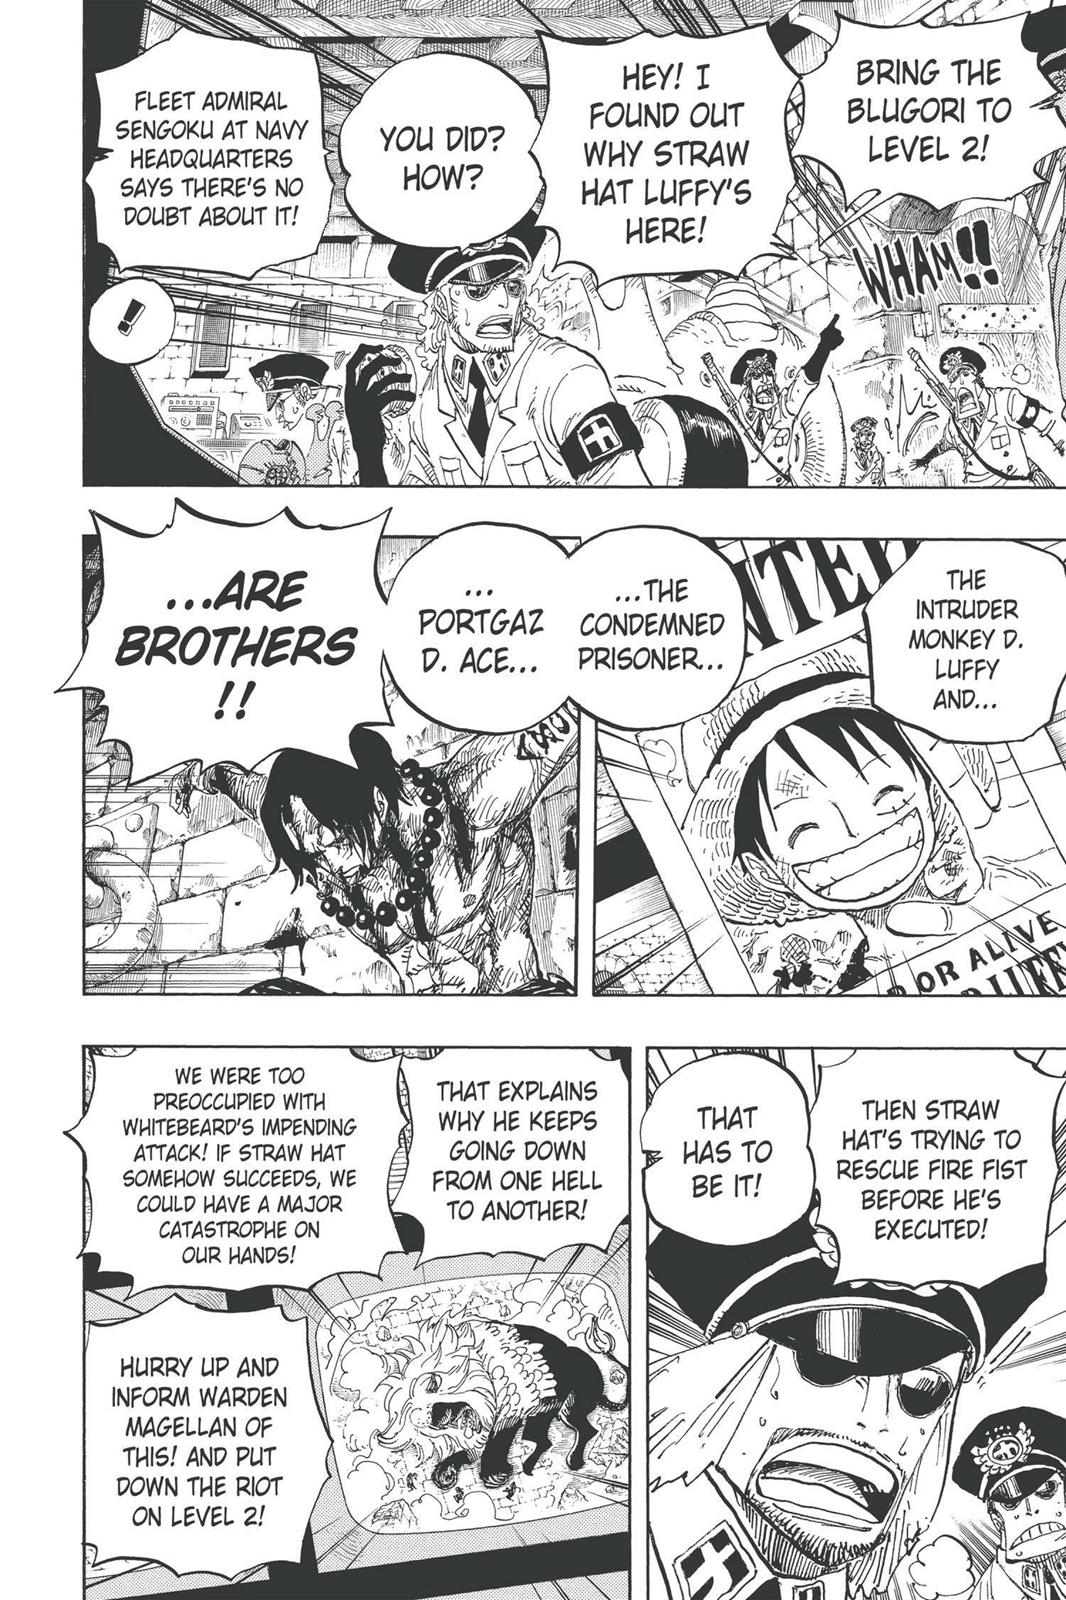 BRING THE
BLUGORI TO
LEVEL 2!
HEY! I
FOUND OUT
WHY STRAW
HAT LUFFY'S
HERE!
YOU DID?
HOW?
FLEET ADMIRAL
SENGOKU AT NAVY
HEADQUARTERS
SAYS THERE'S NO
DOUBT ABOUT IT!
WHAM!!
!
THE
INTRUDER
MONKEY D.
LUFFY
AND...
...THE
CONDEMNED
PRISONER...
...
PORTGAZ
D. ACE...
...ARE
BROTHERS
!!
OR ALIVE
THEN STRAW
HAT'S TRYING TO
RESCUE FIRE FIST
BEFORE HE'S
EXECUTED!
THAT
HAS TO
BE IT!
THAT EXPLAINS
WHY HE KEEPS
GOING DOWN
FROM ONE HELL
TO ANOTHER!
WE WERE TOO
PREOCCUPIED WITH
WHITEBEARD'S IMPENDING
ATTACK! IF STRAW HAT
SOMEHOW SUCCEEDS, WE
COULD HAVE A MAJOR
CATASTROPHE ON
OUR HANDS!
HURRY UP AND
INFORM WARDEN
MAGELLAN OF
THIS! AND PUT
DOWN THE RIOT
ON LEVEL 2!